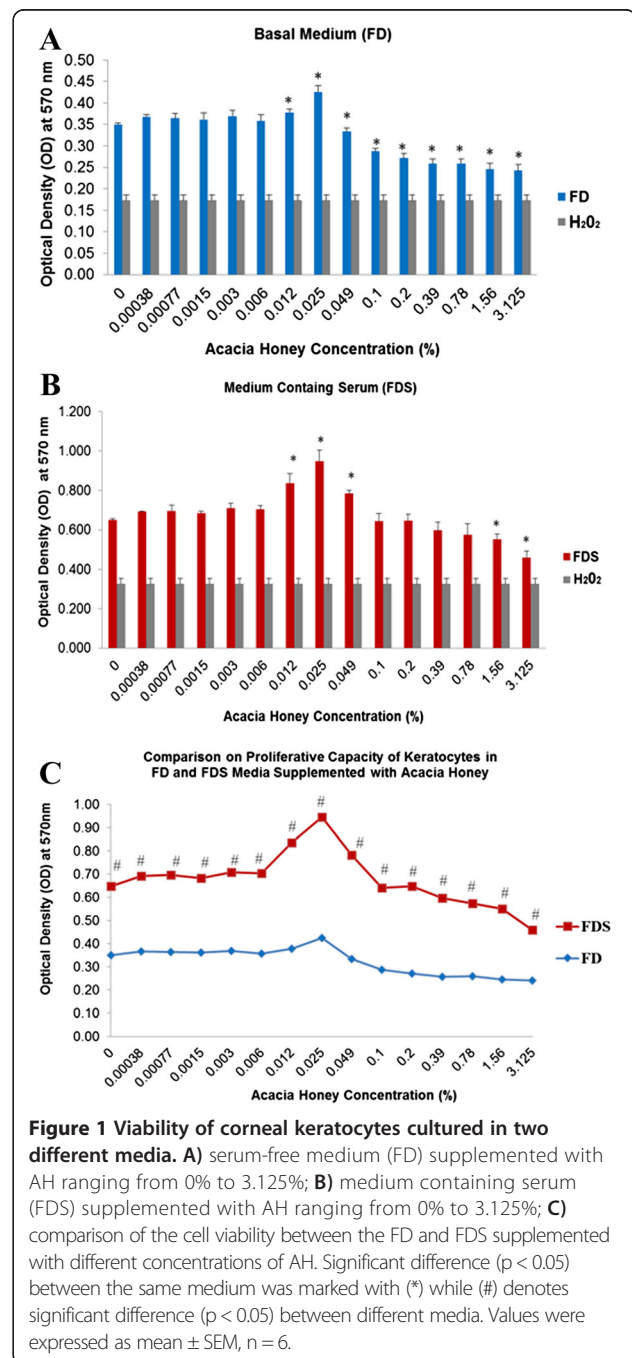 A
Basal Medium (FD)
Optical Density (OD) at 570 nm
0.50
0.45
0.40
0.35
0.30
0.25
0.20
0.15
0.10
0.05
0.00
* * * * * * * * *
FD
H₂O₂
0 0.00038 0.00077 0.0015 0.003 0.006 0.012 0.025 0.049 0.1 0.2 0.39 0.78 1.56 3.125
Acacia Honey Concentration (%)
B
Medium Containg Serum (FDS)
Optical Density (OD) at 570 nm
1.200
1.000
0.800
0.600
0.400
0.200
0.000
* * * * *
FDS
H₂O₂
0 0.00038 0.00077 0.0015 0.003 0.006 0.012 0.025 0.049 0.1 0.2 0.39 0.78 1.56 3.125
Acacia Honey Concentration (%)
C
Comparison on Proliferative Capacity of Keratocytes in
FD and FDS Media Supplemented with Acacia Honey
Optical Density (OD) at 570nm
1.00
0.90
0.80
0.70
0.60
0.50
0.40
0.30
0.20
0.10
0.00
# # # # # # # # # # # # # # #
FDS
FD
0 0.00038 0.00077 0.0015 0.003 0.006 0.012 0.025 0.049 0.1 0.2 0.39 0.78 1.56 3.125
Acacia Honey Concentration (%)
Figure 1 Viability of corneal keratocytes cultured in two
different media. A) serum-free medium (FD) supplemented with
AH ranging from 0% to 3.125%; B) medium containing serum
(FDS) supplemented with AH ranging from 0% to 3.125%; C)
comparison of the cell viability between the FD and FDS supplemented
with different concentrations of AH. Significant difference (p < 0.05)
between the same medium was marked with (*) while (#) denotes
significant difference (p < 0.05) between different media. Values were
expressed as mean ± SEM, n = 6.